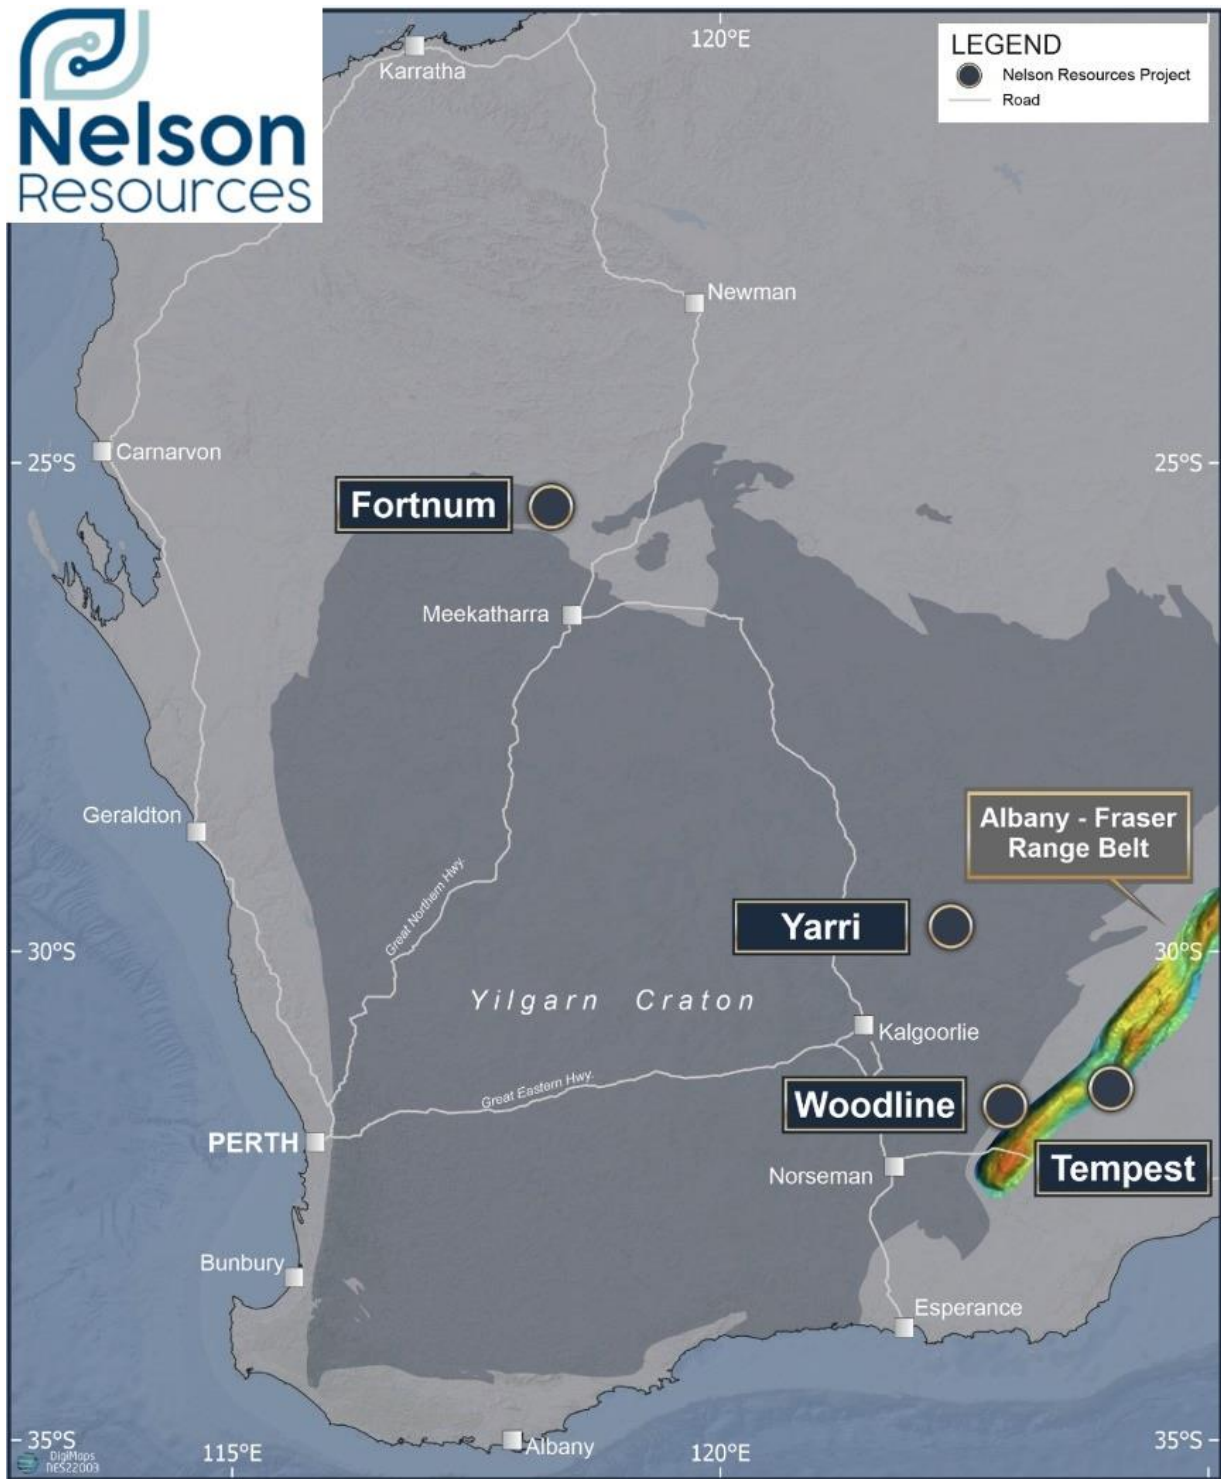 Nelson
Resources
120°E
LEGEND
Nelson Resources Project
Road
Karratha
Newman
Carnarvon
25°S
25°S
Fortnum
Meekatharra
Geraldton
Albany - Fraser
Range Belt
Great Northern Hwy.
Yarri
30°S
30°S
Yilgarn Craton
Kalgoorlie
Great Eastern Hwy.
Woodline
PERTH
Norseman
Tempest
Bunbury
Esperance
35°S
35°S
DigiMaps
NES22003
115°E
Albany
120°E